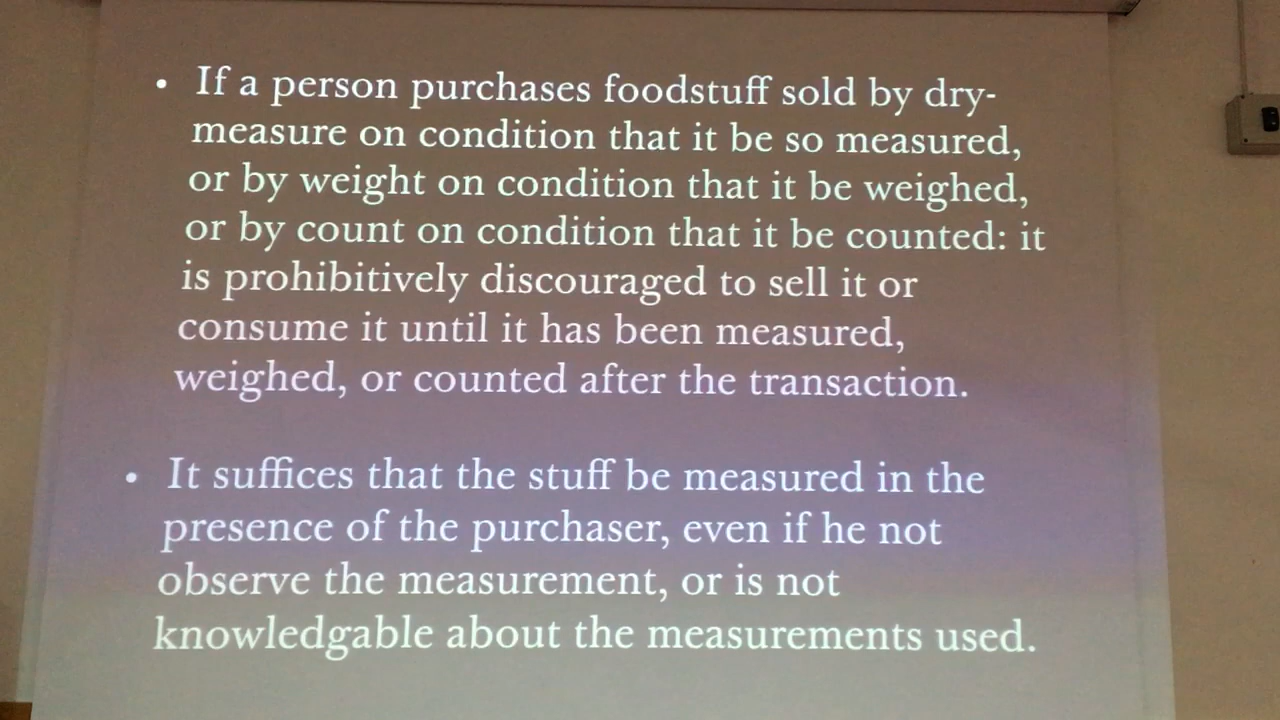 • If a person purchases foodstuff sold by dry-
measure on condition that it be so measured,
or by weight on condition that it be weighed,
or by count on condition that it be counted: it
is prohibitively discouraged to sell it or
consume it until it has been measured,
weighed, or counted after the transaction.
• It suffices that the stuff be measured in the
presence of the purchaser, even if he not
observe the measurement, or is not
knowledgable about the measurements used.